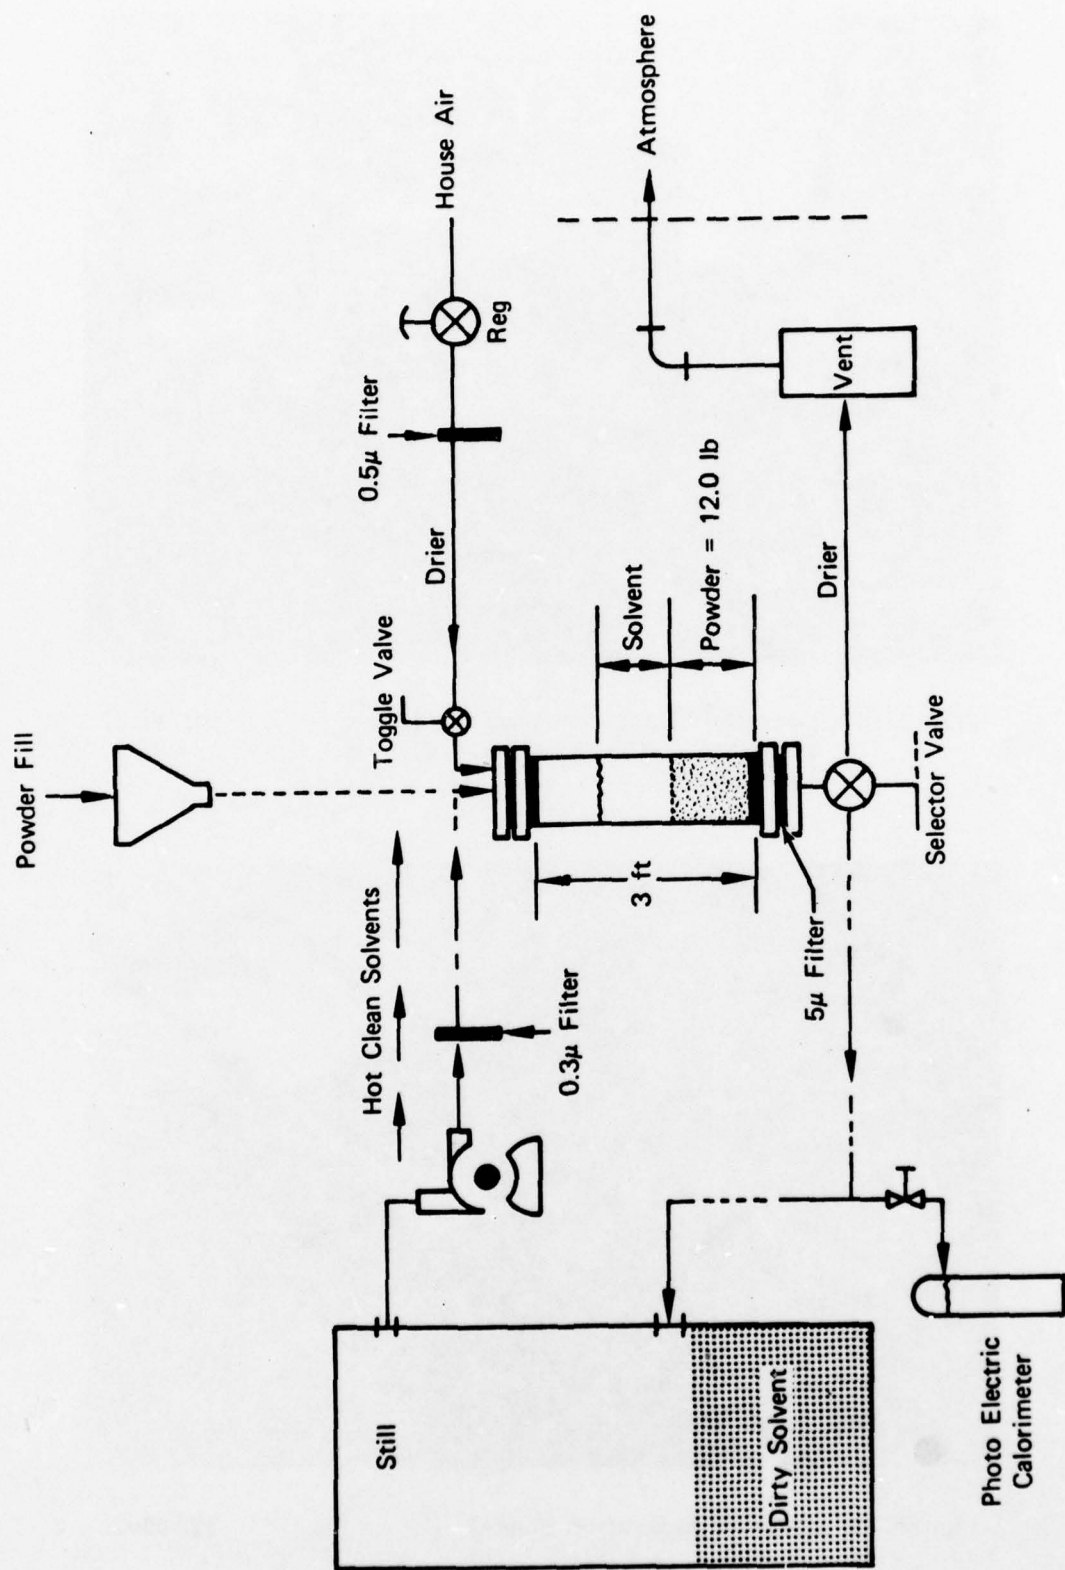 Powder Fill
Toggle Valve
Drier
0.5μ Filter
Reg
House Air
Hot Clean Solvents
0.3μ Filter
Still
Dirty Solvent
3 ft
Solvent
Powder = 12.0 lb
5μ Filter
Selector Valve
Drier
Vent
Atmosphere
Photo Electric
Calorimeter